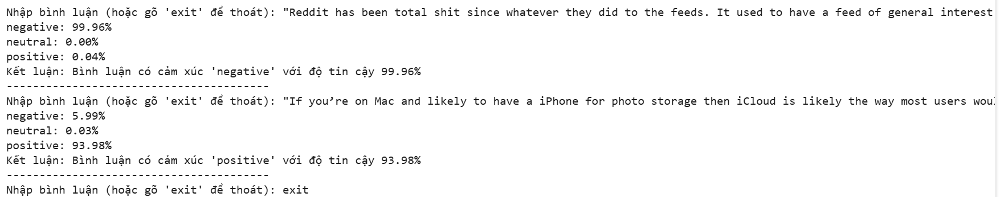 Nhập bình luận (hoặc gõ 'exit' để thoát): "Reddit has been total shit since whatever they did to the feeds. It used to have a feed of general interest
negative: 99.96%
neutral: 0.00%
positive: 0.04%
Kết luận: Bình luận có cảm xúc 'negative' với độ tin cậy 99.96%
----------------------------------------
Nhập bình luận (hoặc gõ 'exit' để thoát): "If you’re on Mac and likely to have a iPhone for photo storage then iCloud is likely the way most users
negative: 5.99%
neutral: 0.03%
positive: 93.98%
Kết luận: Bình luận có cảm xúc 'positive' với độ tin cậy 93.98%
----------------------------------------
Nhập bình luận (hoặc gõ 'exit' để thoát): exit